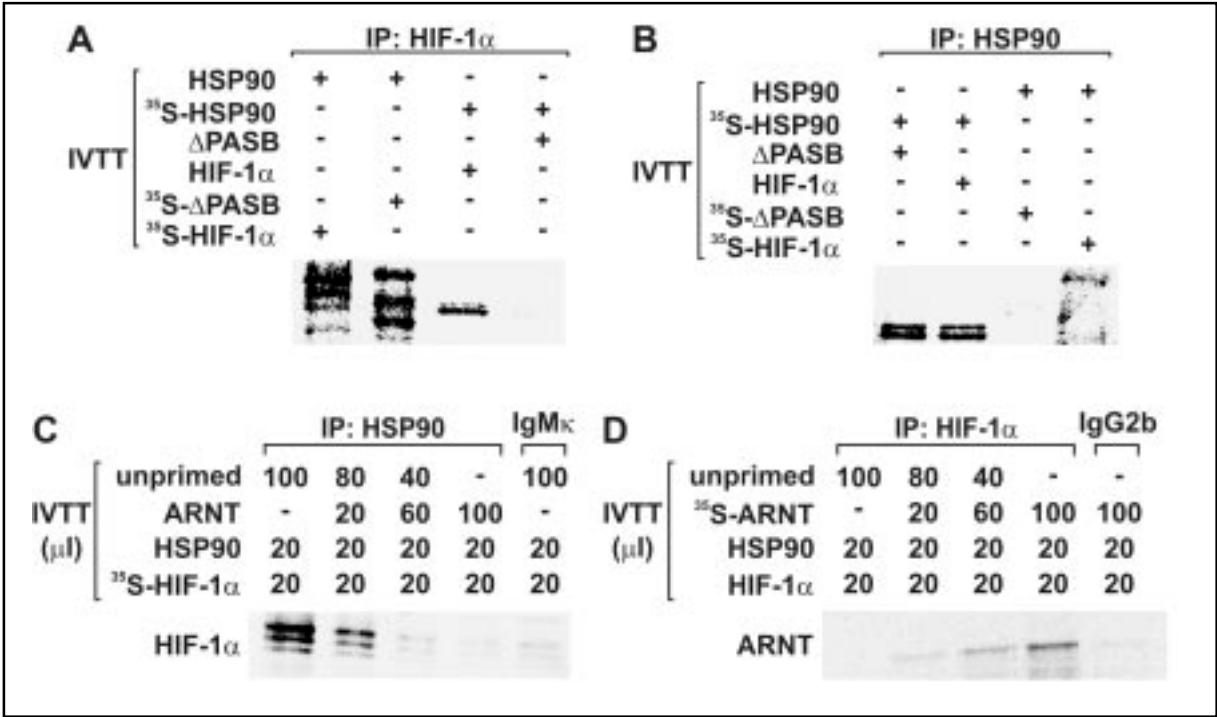 A
IP: HIF-1α
HSP90 + + - -
³⁵S-HSP90 - - + +
ΔPASB - - - +
IVTT
HIF-1α - - + -
³⁵S-ΔPASB - + - -
³⁵S-HIF-1α + - - -
B
IP: HSP90
HSP90 - - + +
³⁵S-HSP90 + + - -
ΔPASB + - - -
IVTT
HIF-1α - + - -
³⁵S-ΔPASB - - + -
³⁵S-HIF-1α - - - +
C
IP: HSP90 IgMκ
unprimed 100 80 40 - 100
IVTT ARNT - 20 60 100 -
(μl) HSP90 20 20 20 20 20
³⁵S-HIF-1α 20 20 20 20 20
HIF-1α
D
IP: HIF-1α IgG2b
unprimed 100 80 40 - -
IVTT ³⁵S-ARNT - 20 60 100 100
(μl) HSP90 20 20 20 20 20
HIF-1α 20 20 20 20 20
ARNT